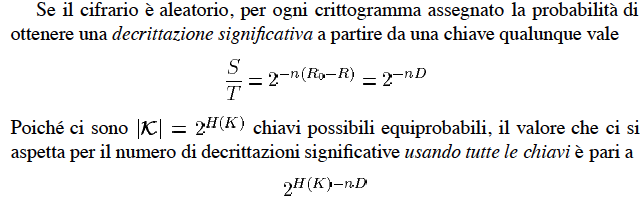 Se il cifrario è aleatorio, per ogni crittogramma assegnato la probabilità di
ottenere una decrittazione significativa a partire da una chiave qualunque vale
S/T = 2^{-n(R_0-R)} = 2^{-nD}
Poiché ci sono |𝒦| = 2^{H(K)} chiavi possibili equiprobabili, il valore che ci si
aspetta per il numero di decrittazioni significative usando tutte le chiavi è pari a
2^{H(K)-nD}